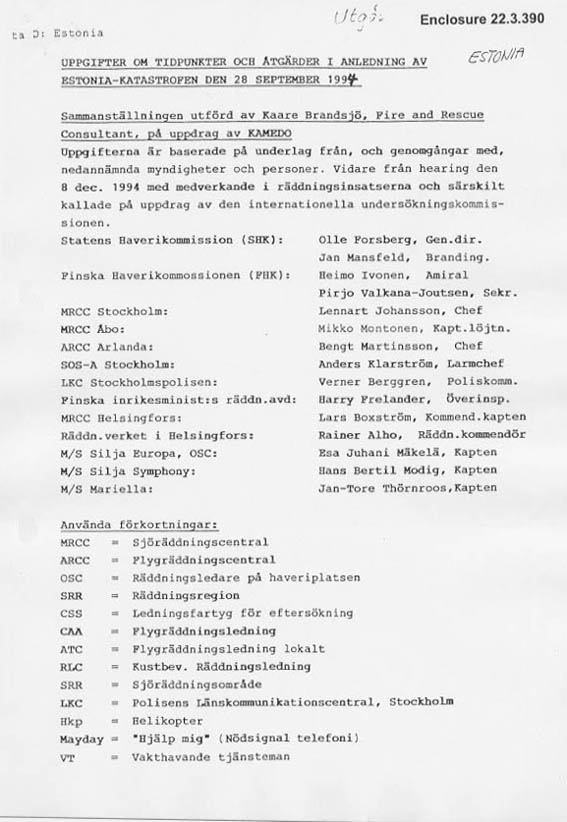 Utgår
Enclosure 22.3.390
ta D: Estonia
ESTONIA
UPPGIFTER OM TIDPUNKTER OCH ÅTGÄRDER I ANLEDNING AV
ESTONIA-KATASTROFEN DEN 28 SEPTEMBER 1994
Sammanställningen utförd av Kaare Brandsjö, Fire and Rescue
Consultant, på uppdrag av KAMEDO
Uppgifterna är baserade på underlag från, och genomgångar med,
nedannämnda myndigheter och personer. Vidare från hearing den
8 dec. 1994 med medverkande i räddningsinsatserna och särskilt
kallade på uppdrag av den internationella undersökningskommis-
sionen.
Statens Haverikommission (SHK): Olle Forsberg, Gen.dir.
Jan Mansfeld, Branding.
Finska Haverikommossionen (FHK): Heimo Ivonen, Amiral
Pirjo Valkana-Joutsen, Sekr.
MRCC Stockholm: Lennart Johansson, Chef
MRCC Åbo: Mikko Montonen, Kapt.löjtn.
ARCC Arlanda: Bengt Martinsson, Chef
SOS-A Stockholm: Anders Klarström, Larmchef
LKC Stockholmspolisen: Verner Berggren, Poliskomm.
Finska inrikesminist:s räddn.avd: Harry Frelander, Överinsp.
MRCC Helsingfors: Lars Boxström, Kommend.kapten
Räddn.verket i Helsingfors: Rainer Alho, Räddn.kommendör
M/S Silja Europa, OSC: Esa Juhani Mäkelä, Kapten
M/S Silja Symphony: Hans Bertil Modig, Kapten
M/S Mariella: Jan-Tore Thörnroos,Kapten
Använda förkortningar:
MRCC = Sjöräddningscentral
ARCC = Flygräddningscentral
OSC = Räddningsledare på haveriplatsen
SRR = Räddningsregion
CSS = Ledningsfartyg för eftersökning
CAA = Flygräddningsledning
ATC = Flygräddningsledning lokalt
RLC = Kustbev. Räddningsledning
SRR = Sjöräddningsområde
LKC = Polisens Länskommunikationscentral, Stockholm
Hkp = Helikopter
Mayday = "Hjälp mig" (Nödsignal telefoni)
VT = Vakthavande tjänsteman